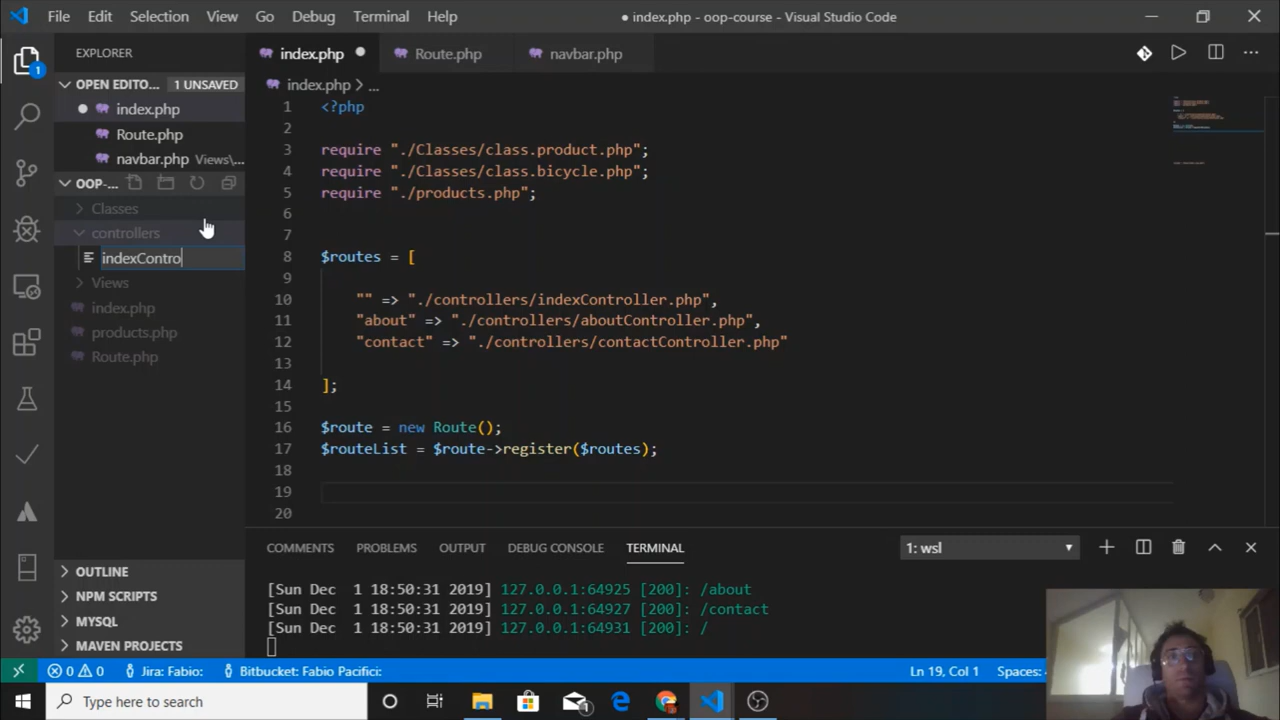 File Edit Selection View Go Debug Terminal Help
● index.php - oop-course - Visual Studio Code
1
EXPLORER
OPEN EDITO... 1 UNSAVED
index.php
Route.php
navbar.php Views\...
OOP-...
Classes
controllers
indexContro
Views
index.php
products.php
Route.php
OUTLINE
NPM SCRIPTS
MYSQL
MAVEN PROJECTS
index.php ● Route.php navbar.php
index.php > ...
1 <?php
2
3 require "./Classes/class.product.php";
4 require "./Classes/class.bicycle.php";
5 require "./products.php";
6
7
8 $routes = [
9
10 "" => "./controllers/indexController.php",
11 "about" => "./controllers/aboutController.php",
12 "contact" => "./controllers/contactController.php"
13
14 ];
15
16 $route = new Route();
17 $routeList = $route->register($routes);
18
19
20
COMMENTS PROBLEMS OUTPUT DEBUG CONSOLE TERMINAL 1: wsl
[Sun Dec 1 18:50:31 2019] 127.0.0.1:64925 [200]: /about
[Sun Dec 1 18:50:31 2019] 127.0.0.1:64927 [200]: /contact
[Sun Dec 1 18:50:31 2019] 127.0.0.1:64931 [200]: /
0 0 Jira: Fabio: Bitbucket: Fabio Pacifici: Ln 19, Col 1 Spaces:
Type here to search 1